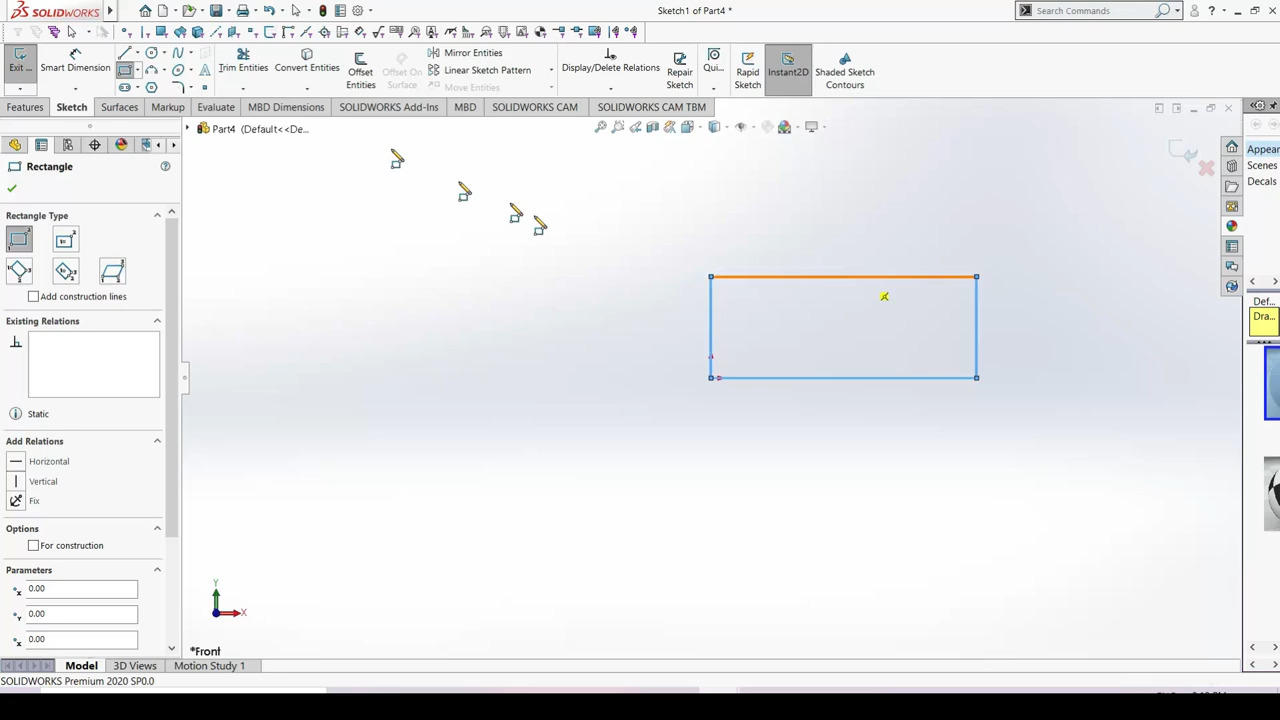 SOLIDWORKS
Sketch1 of Part4 *
Search Commands
Exit ...
Smart Dimension
Trim Entities
Convert Entities
Offset Entities
Offset On Surface
Mirror Entities
Linear Sketch Pattern
Move Entities
Display/Delete Relations
Repair Sketch
Qui...
Rapid Sketch
Instant2D
Shaded Sketch Contours
Features
Sketch
Surfaces
Markup
Evaluate
MBD Dimensions
SOLIDWORKS Add-Ins
MBD
SOLIDWORKS CAM
SOLIDWORKS CAM TBM
Part4 (Default<<De...
Rectangle
Rectangle Type
Add construction lines
Existing Relations
Static
Add Relations
Horizontal
Vertical
Fix
Options
For construction
Parameters
0.00
0.00
0.00
Y
X
*Front
Appear
Scenes
Decals
Def...
Dra...
Model
3D Views
Motion Study 1
SOLIDWORKS Premium 2020 SP0.0